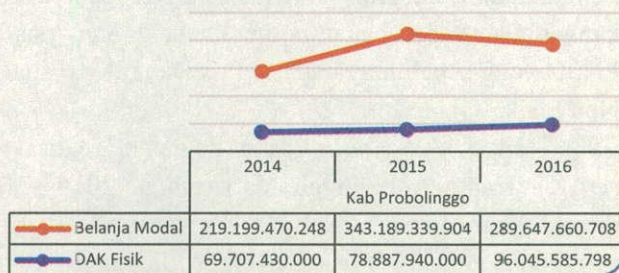 2014 2015 2016
Kab Probolinggo
Belanja Modal 219.199.470.248 343.189.339.904 289.647.660.708
DAK Fisik 69.707.430.000 78.887.940.000 96.045.585.798